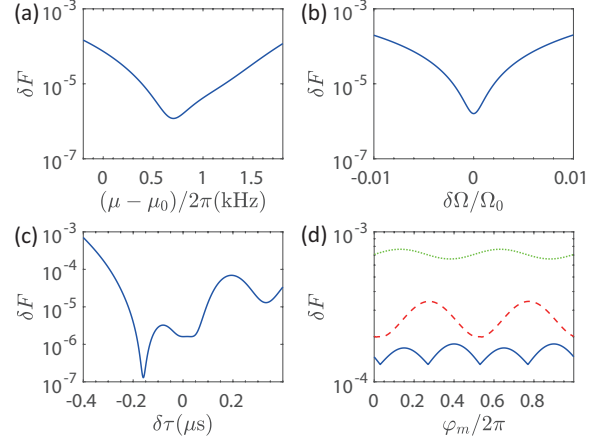 (a)
10⁻³
10⁻⁵
10⁻⁷
δF
0 0.5 1 1.5
(μ − μ₀)/2π(kHz)
(b)
10⁻³
10⁻⁵
10⁻⁷
δF
-0.01 0 0.01
δΩ/Ω₀
(c)
10⁻³
10⁻⁴
10⁻⁵
10⁻⁶
10⁻⁷
δF
-0.4 -0.2 0 0.2
δτ(μs)
(d)
10⁻³
10⁻⁴
δF
0 0.2 0.4 0.6 0.8
φₘ/2π